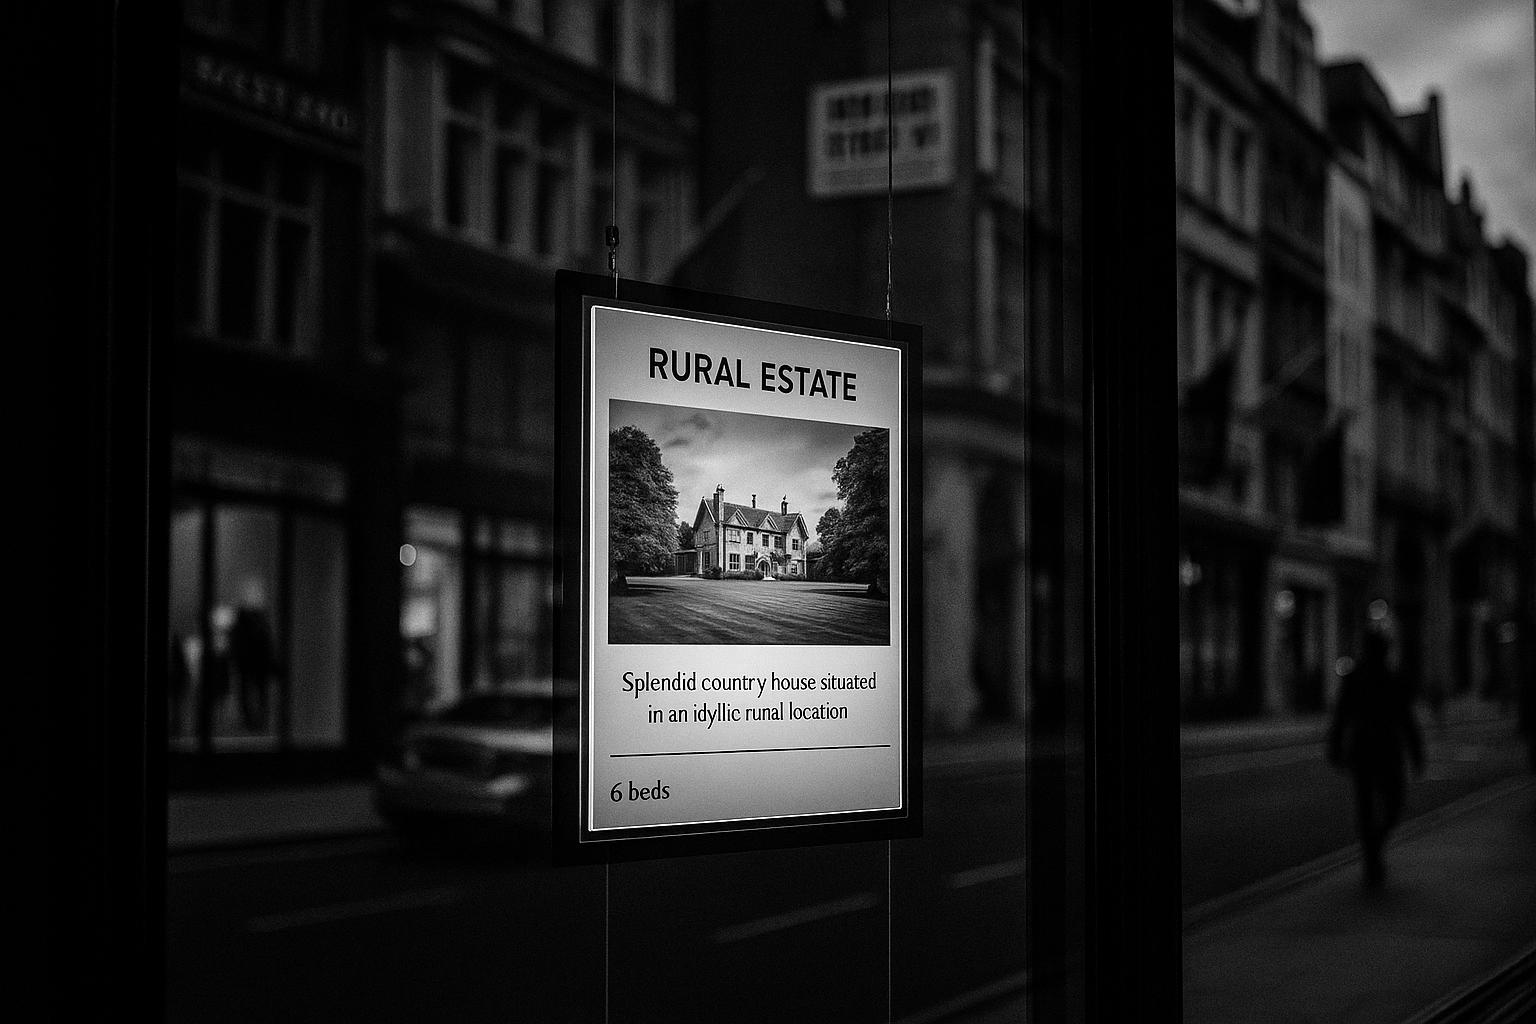 RURAL ESTATE
Splendid country house situated
in an idyllic runal location
6 beds